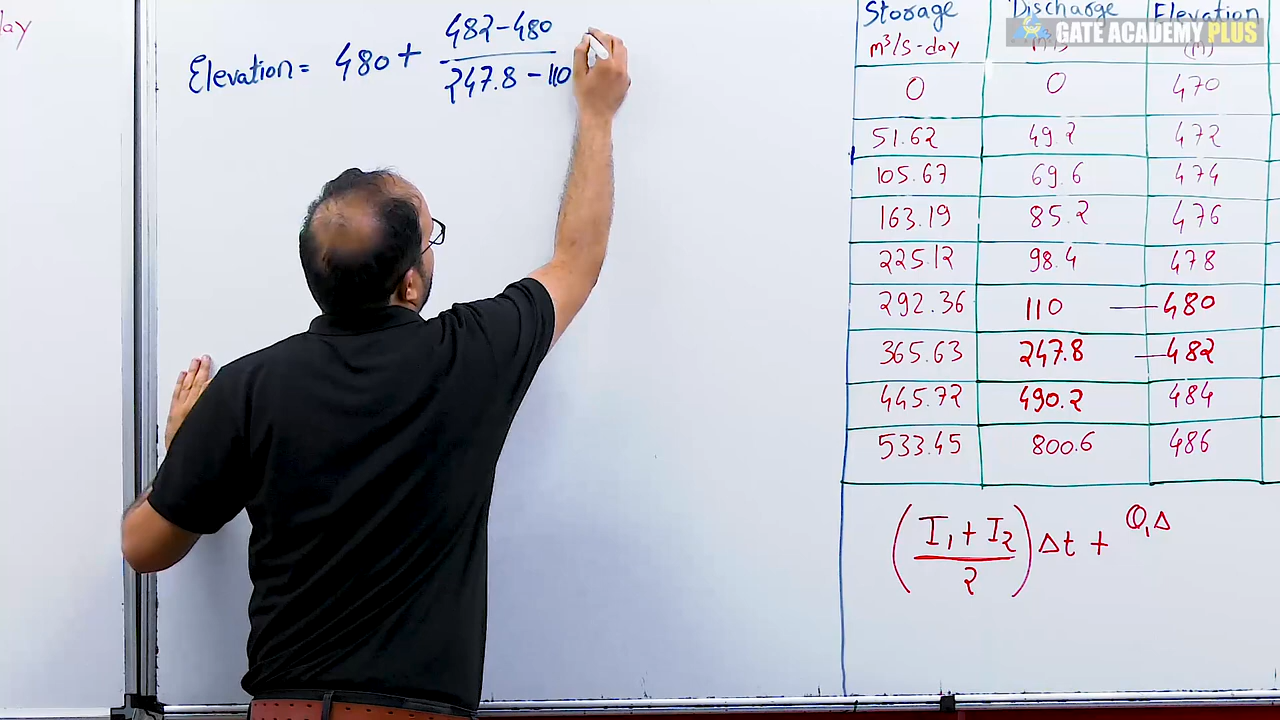 lay
Elevation = 480 + 482-480
247.8 - 110
GATE ACADEMY PLUS
Storage Discharge Elevation
m³/s-day m³/s (m)
0 0 470
51.62 49.2 472
105.67 69.6 474
163.19 85.2 476
225.12 98.4 478
292.36 110 — 480
365.63 247.8 — 482
445.72 490.2 484
533.45 800.6 486
(I₁ + I₂ / 2) Δt + Q₁Δ